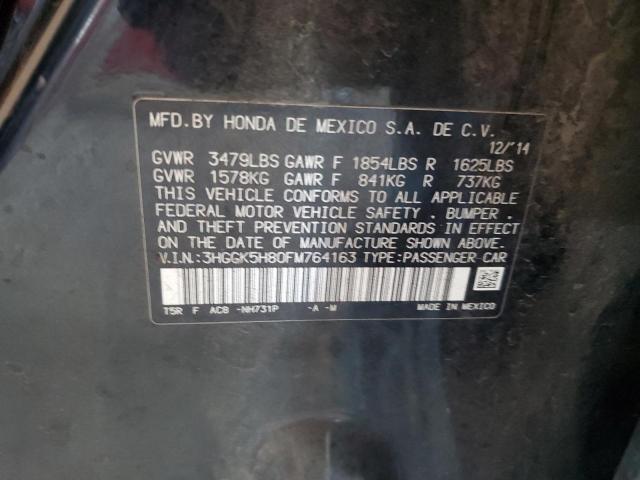 MFD.BY HONDA DE MEXICO S.A. DE C.V.
12/'14
GVWR 3479LBS GAWR F 1854LBS R 1625LBS
GVWR 1578KG GAWR F 841KG R 737KG
THIS VEHICLE CONFORMS TO ALL APPLICABLE
FEDERAL MOTOR VEHICLE SAFETY . BUMPER .
AND THEFT PREVENTION STANDARDS IN EFFECT
ON THE DATE OF MANUFACTURE SHOWN ABOVE.
V.I.N.:3HGGK5H80FM764163 TYPE:PASSENGER CAR
T5R F AC8 -NH731P -A -M MADE IN MEXICO